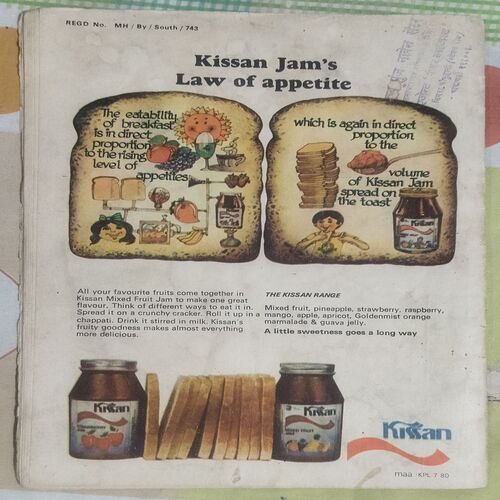 REGD No. MH / By / South / 743
Kissan Jam's
Law of appetite
The eatability
of breakfast
is in direct
proportion
to the rising
level of
appetites
which is again in direct
proportion
to the
volume
of Kissan Jam
spread on
the toast
Kissan
All your favourite fruits come together in
Kissan Mixed Fruit Jam to make one great
flavour. Think of different ways to eat it in.
Spread it on a crunchy cracker. Roll it up in a
chappati. Drink it stirred in milk. Kissan's
fruity goodness makes almost everything
more delicious.
THE KISSAN RANGE
Mixed fruit, pineapple, strawberry, raspberry,
mango, apple, apricot, Goldenmist orange
marmalade & guava jelly.
A little sweetness goes a long way
Kissan
STRAWBERRY
JAM
Kissan
MIXED FRUIT
JAM
Kissan
maa KPL 7 80